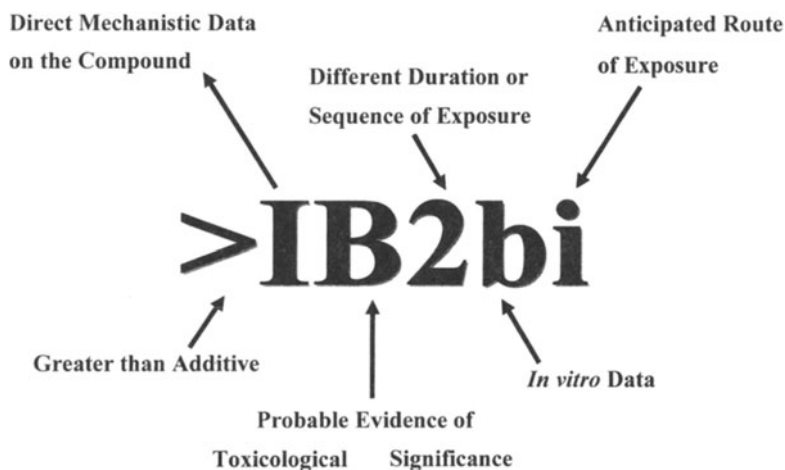 Direct Mechanistic Data
on the Compound
Different Duration or
Sequence of Exposure
Anticipated Route
of Exposure
>IB2bi
Greater than Additive
Probable Evidence of
Toxicological Significance
In vitro Data